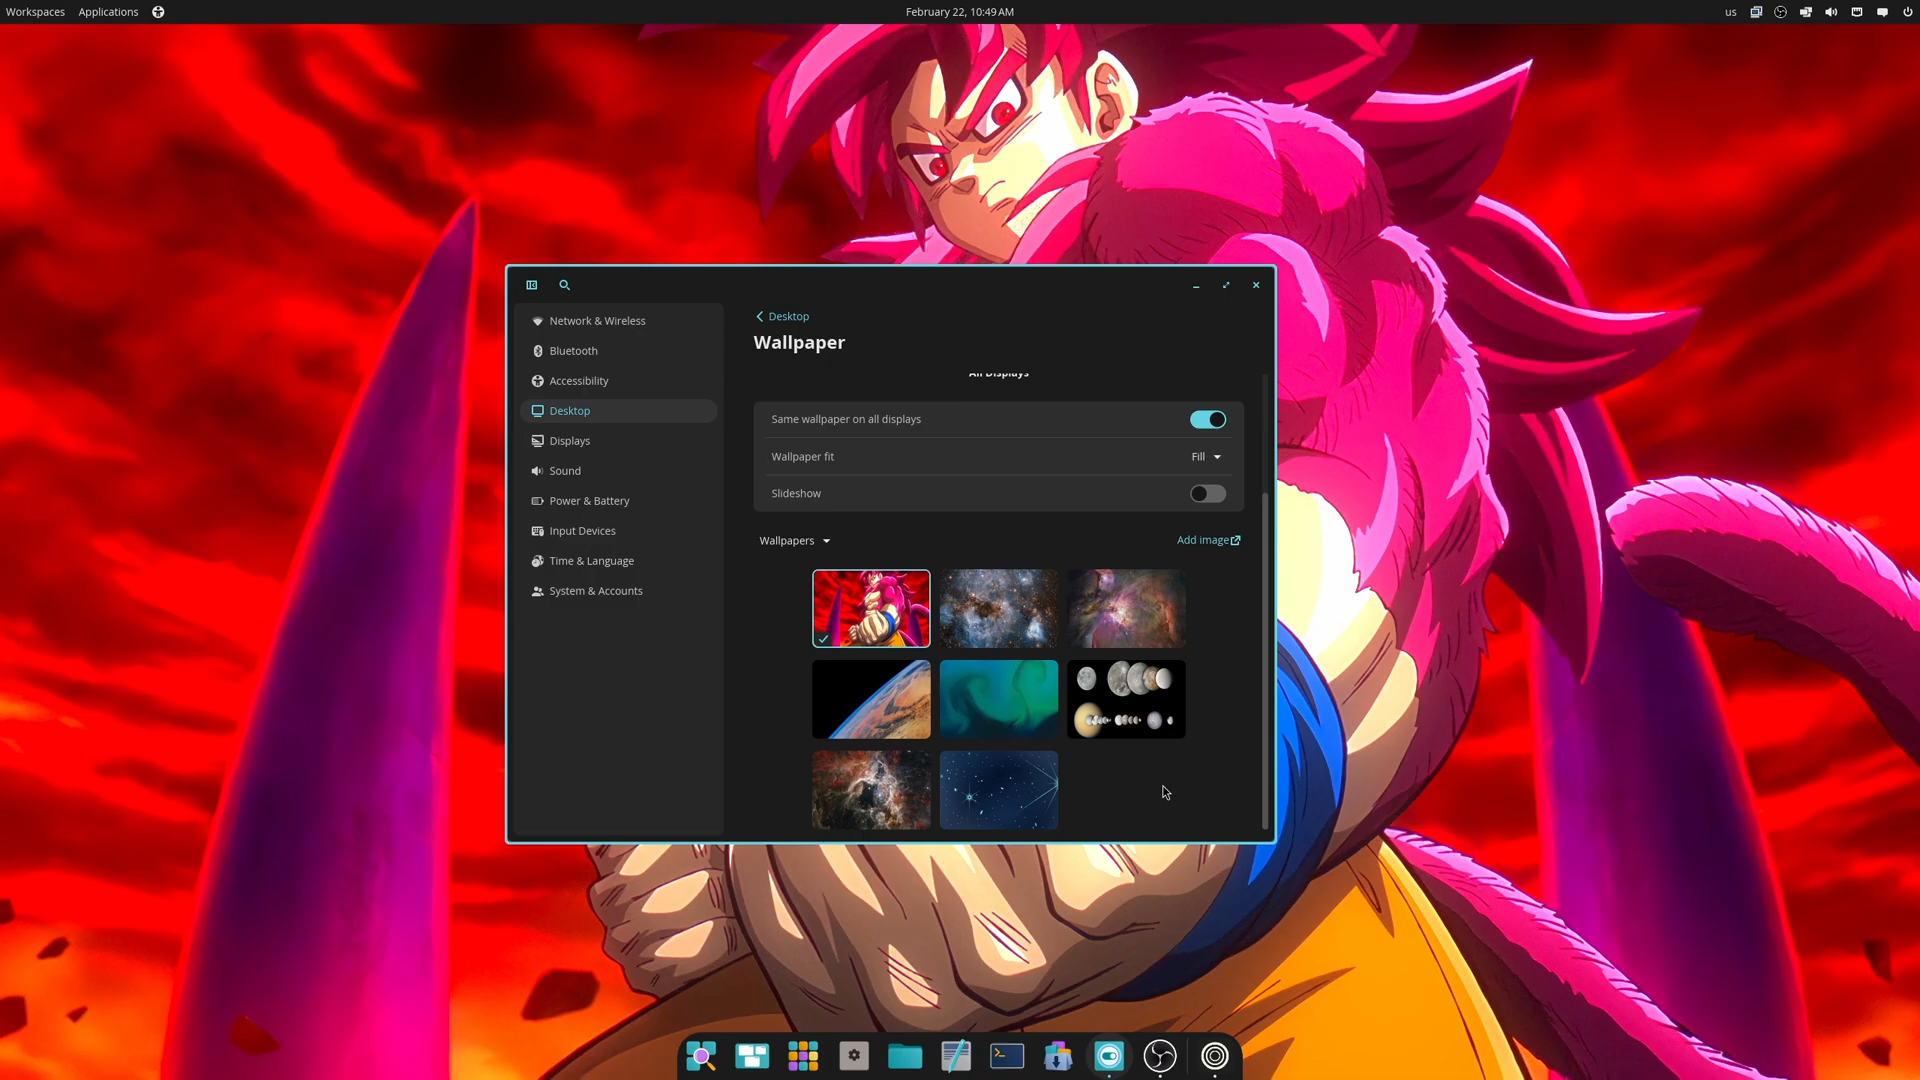 Workspaces Applications February 22, 10:49 AM us
Desktop
Wallpaper
All Displays
Network & Wireless
Bluetooth
Accessibility
Desktop
Displays
Sound
Power & Battery
Input Devices
Time & Language
System & Accounts
Same wallpaper on all displays
Wallpaper fit Fill
Slideshow
Wallpapers Add image